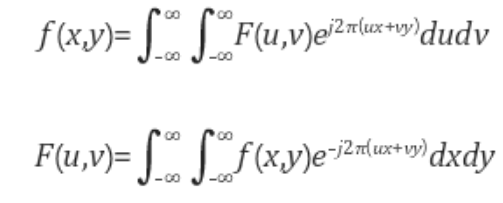 f(x,y)=∫_{-∞}^{∞} ∫_{-∞}^{∞} F(u,v)e^{j2π(ux+vy)}dudv
F(u,v)=∫_{-∞}^{∞} ∫_{-∞}^{∞} f(x,y)e^{-j2π(ux+vy)}dxdy